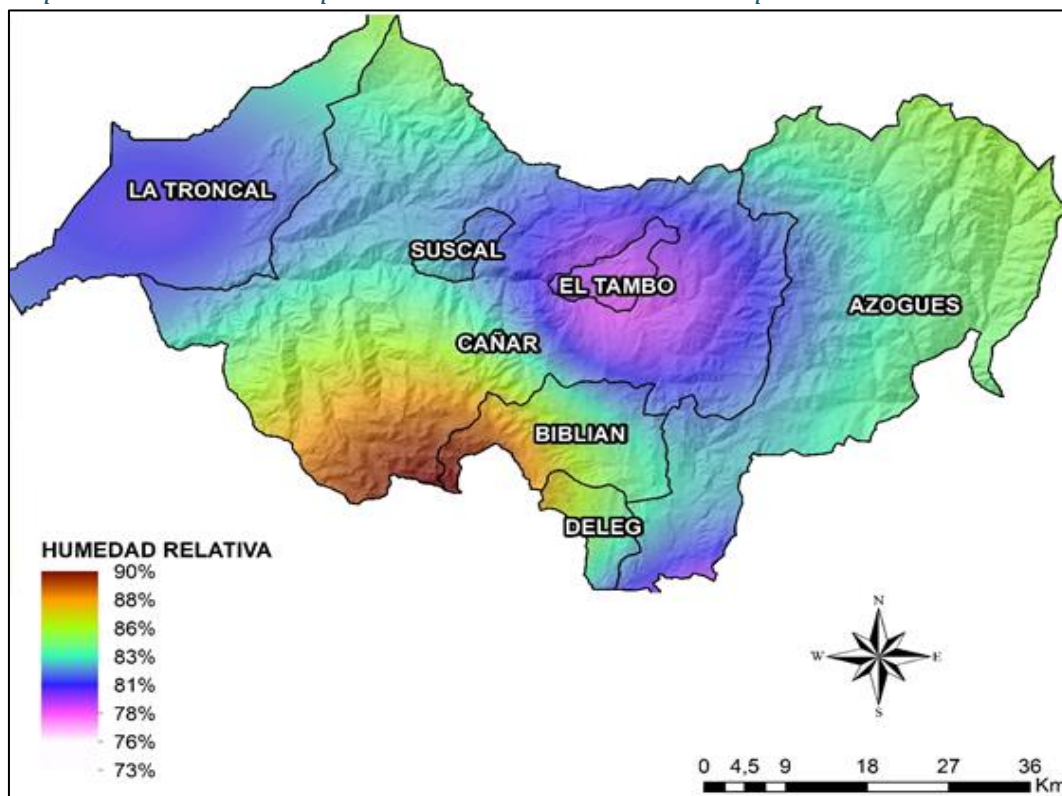 LA TRONCAL
SUSCAL
EL TAMBO
AZOGUES
CAÑAR
BIBLIAN
DELEG
HUMEDAD RELATIVA
90%
88%
86%
83%
81%
78%
76%
73%
N
W E
S
0 4,5 9 18 27 36
Km